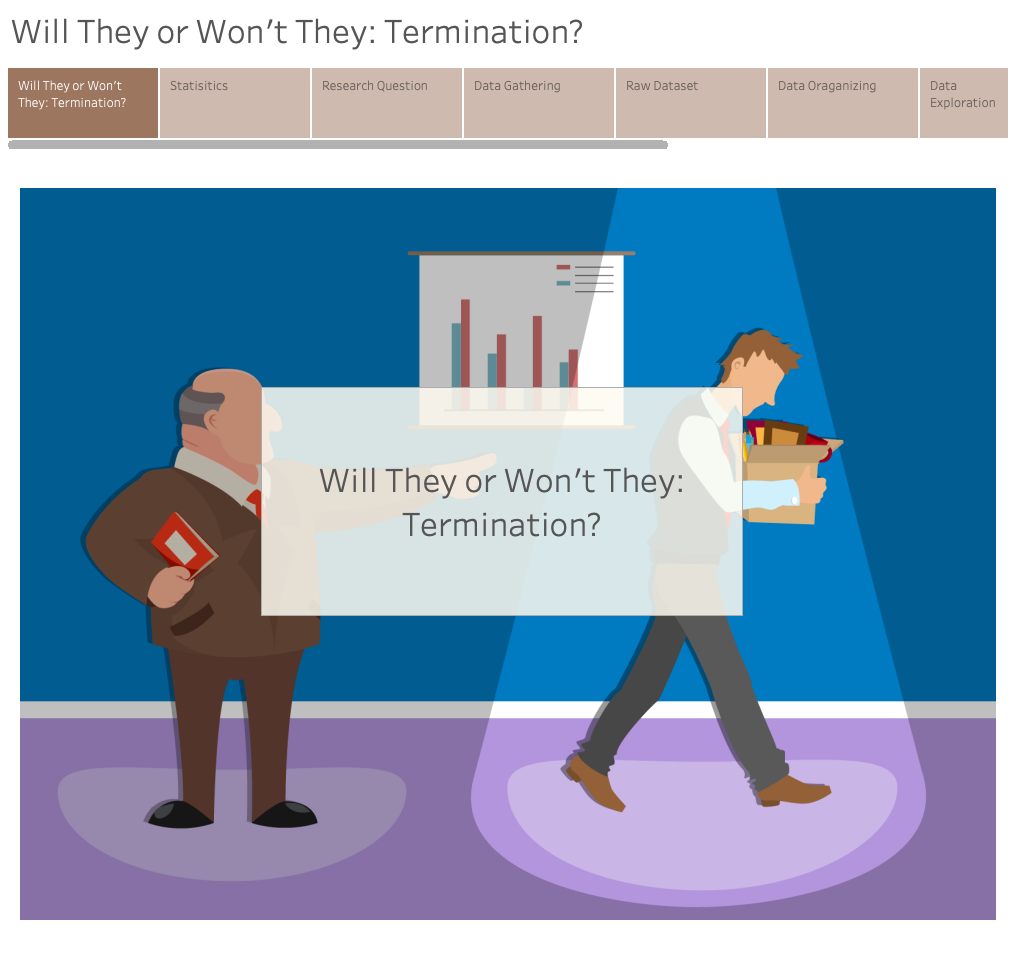 Will They or Won't They: Termination?
Will They or Won't
They: Termination?
Statisitics
Research Question
Data Gathering
Raw Dataset
Data Oraganizing
Data
Exploration
Will They or Won't They:
Termination?